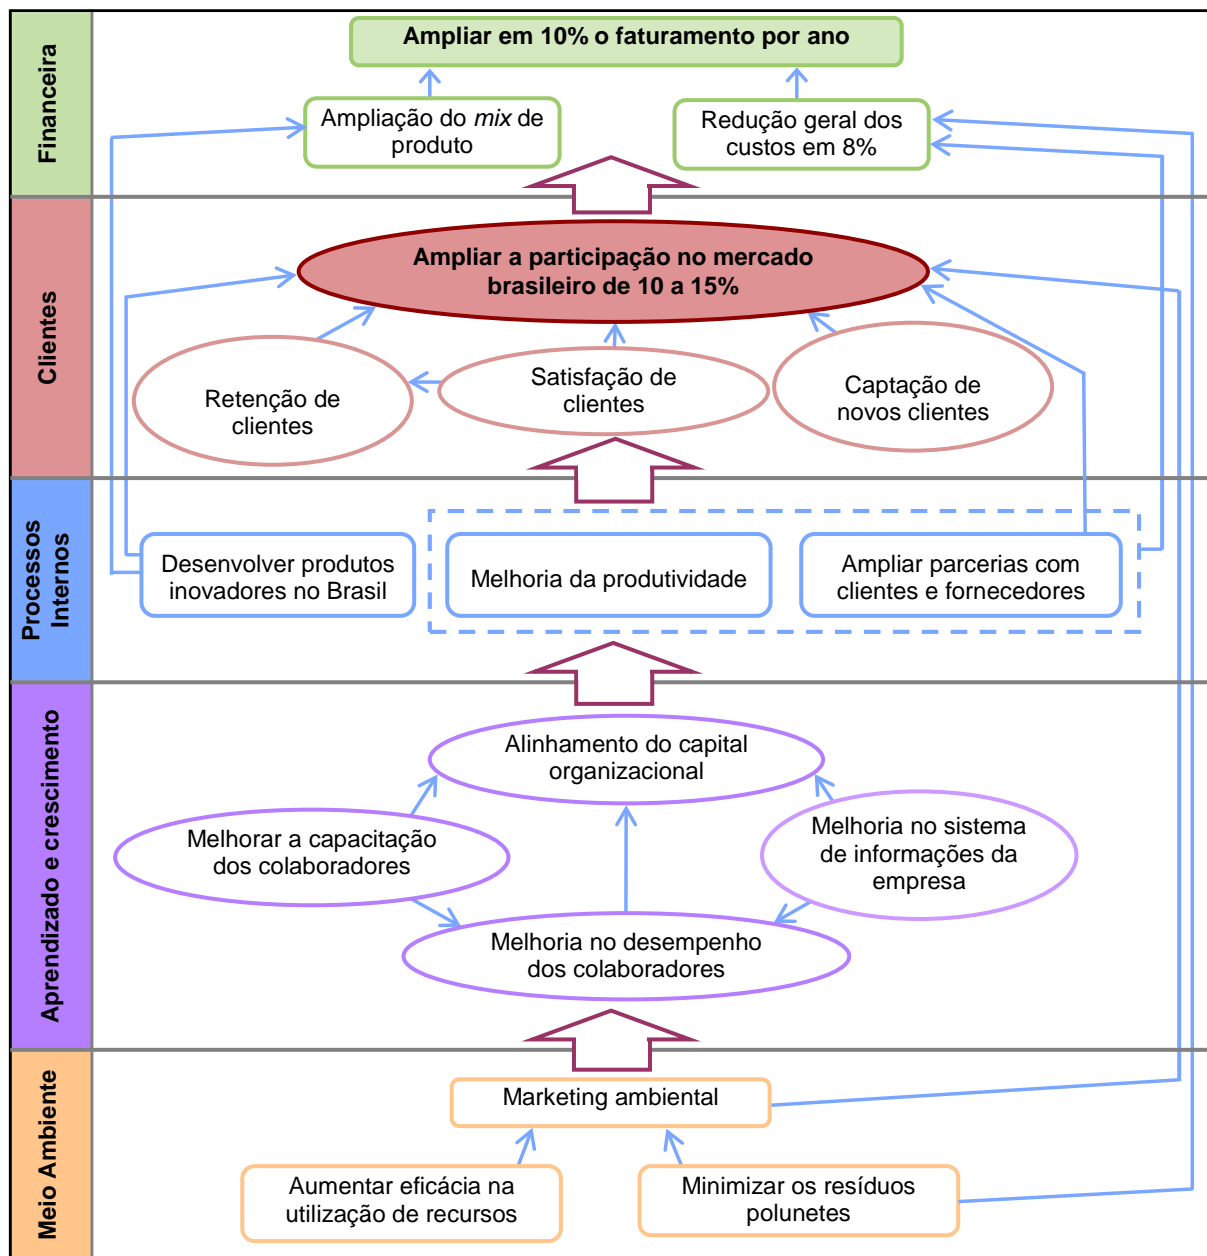 Financeira
Ampliar em 10% o faturamento por ano
Ampliação do mix de
produto
Redução geral dos
custos em 8%
Clientes
Ampliar a participação no mercado
brasileiro de 10 a 15%
Retenção de
clientes
Satisfação de
clientes
Captação de
novos clientes
Processos
Internos
Desenvolver produtos
inovadores no Brasil
Melhoria da produtividade
Ampliar parcerias com
clientes e fornecedores
Aprendizado e crescimento
Alinhamento do capital
organizacional
Melhorar a capacitação
dos colaboradores
Melhoria no sistema
de informações da
empresa
Melhoria no desempenho
dos colaboradores
Meio Ambiente
Marketing ambiental
Aumentar eficácia na
utilização de recursos
Minimizar os resíduos
polunetes